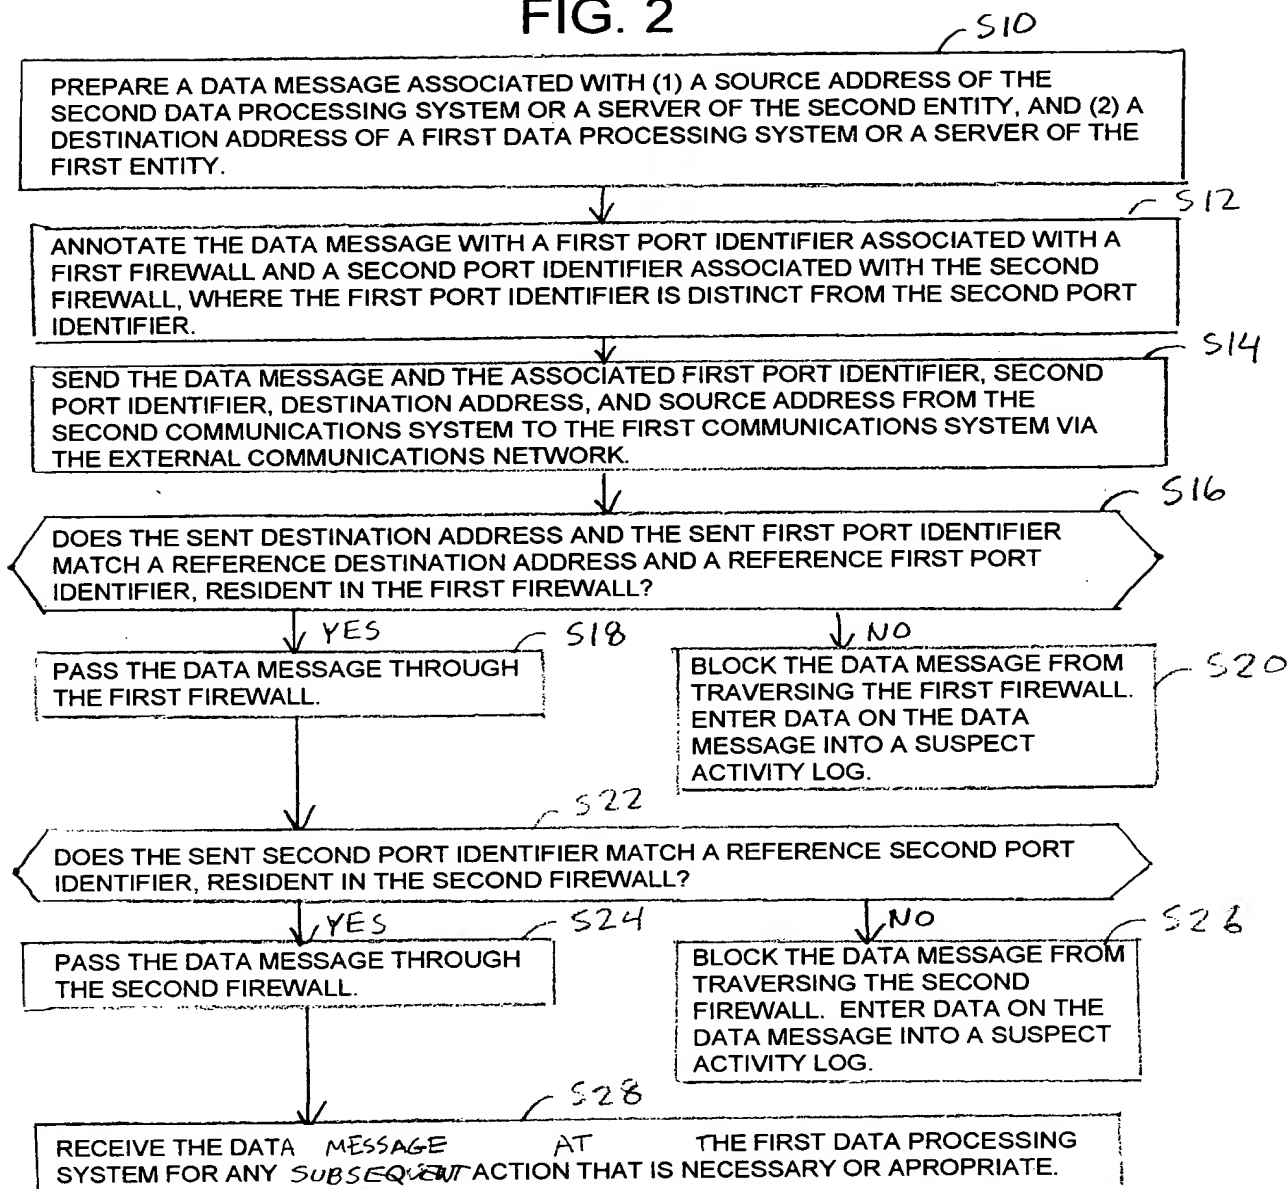 FIG. 2
S10
PREPARE A DATA MESSAGE ASSOCIATED WITH (1) A SOURCE ADDRESS OF THE
SECOND DATA PROCESSING SYSTEM OR A SERVER OF THE SECOND ENTITY, AND (2) A
DESTINATION ADDRESS OF A FIRST DATA PROCESSING SYSTEM OR A SERVER OF THE
FIRST ENTITY.
S12
ANNOTATE THE DATA MESSAGE WITH A FIRST PORT IDENTIFIER ASSOCIATED WITH A
FIRST FIREWALL AND A SECOND PORT IDENTIFIER ASSOCIATED WITH THE SECOND
FIREWALL, WHERE THE FIRST PORT IDENTIFIER IS DISTINCT FROM THE SECOND PORT
IDENTIFIER.
S14
SEND THE DATA MESSAGE AND THE ASSOCIATED FIRST PORT IDENTIFIER, SECOND
PORT IDENTIFIER, DESTINATION ADDRESS, AND SOURCE ADDRESS FROM THE
SECOND COMMUNICATIONS SYSTEM TO THE FIRST COMMUNICATIONS SYSTEM VIA
THE EXTERNAL COMMUNICATIONS NETWORK.
S16
DOES THE SENT DESTINATION ADDRESS AND THE SENT FIRST PORT IDENTIFIER
MATCH A REFERENCE DESTINATION ADDRESS AND A REFERENCE FIRST PORT
IDENTIFIER, RESIDENT IN THE FIRST FIREWALL?
YES
S18
NO
PASS THE DATA MESSAGE THROUGH
THE FIRST FIREWALL.
S20
BLOCK THE DATA MESSAGE FROM
TRAVERSING THE FIRST FIREWALL.
ENTER DATA ON THE DATA
MESSAGE INTO A SUSPECT
ACTIVITY LOG.
S22
DOES THE SENT SECOND PORT IDENTIFIER MATCH A REFERENCE SECOND PORT
IDENTIFIER, RESIDENT IN THE SECOND FIREWALL?
YES
S24
NO
S26
PASS THE DATA MESSAGE THROUGH
THE SECOND FIREWALL.
BLOCK THE DATA MESSAGE FROM
TRAVERSING THE SECOND
FIREWALL. ENTER DATA ON THE
DATA MESSAGE INTO A SUSPECT
ACTIVITY LOG.
S28
RECEIVE THE DATA MESSAGE AT THE FIRST DATA PROCESSING
SYSTEM FOR ANY SUBSEQUENT ACTION THAT IS NECESSARY OR APROPRIATE.